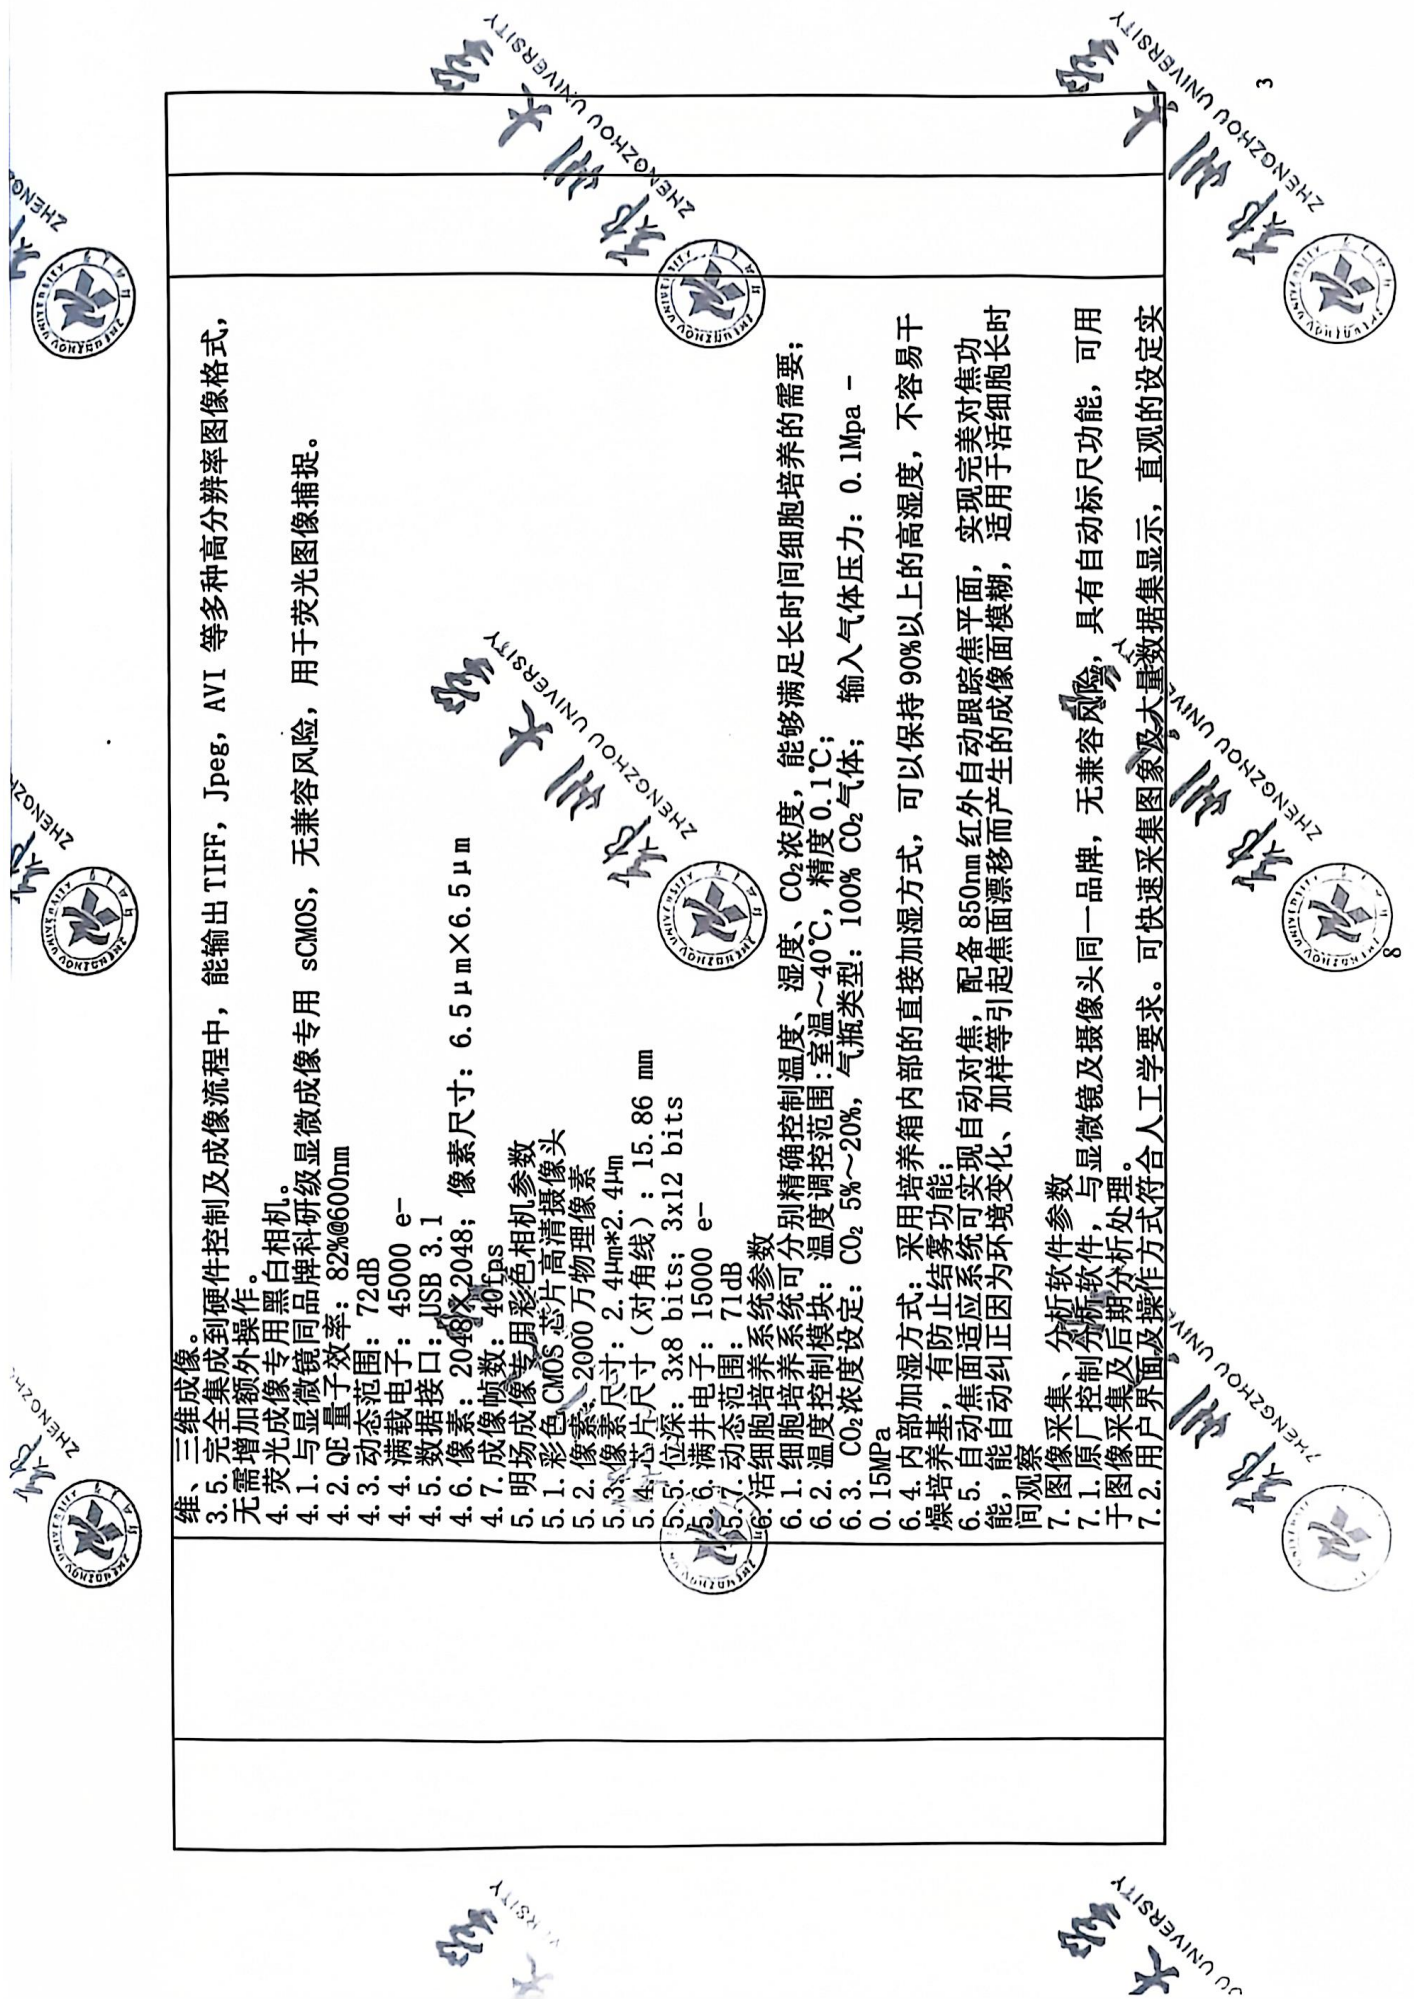 维、三维成像。
3.5. 完全集成到硬件控制及成像流程中，能输出 TIFF，Jpeg，AVI 等多种高分辨率图像格式，
无需增加额外操作。
4. 荧光成像专用黑白相机。
4.1. 与显微镜同品牌科研级显微成像专用 sCMOS，无兼容风险，用于荧光图像捕捉。
4.2. QE 量子效率：82%@600nm
4.3. 动态范围：72dB
4.4. 满载电子：45000 e-
4.5. 数据接口：USB 3.1
4.6. 像素：2048×2048；像素尺寸：6.5μm×6.5μm
4.7. 成像帧数：40fps
5. 明场成像专用彩色相机参数
5.1. 彩色 CMOS 芯片高清摄像头
5.2. 像素：2000 万物理像素
5.3. 像素尺寸：2.4μm*2.4μm
5.4. 芯片尺寸（对角线）：15.86 mm
5.5. 位深：3x8 bits；3x12 bits
5.6. 满井电子：15000 e-
5.7. 动态范围：71dB
6. 活细胞培养系统参数
6.1. 细胞培养系统可分别精确控制温度、湿度、CO₂浓度，能够满足长时间细胞培养的需要；
6.2. 温度控制模块：温度调控范围:室温～40℃，精度 0.1℃；
6.3. CO₂浓度设定：CO₂ 5%～20%，气瓶类型：100% CO₂气体； 输入气体压力：0.1Mpa -
0.15MPa
6.4. 内部加湿方式：采用培养箱内部的直接加湿方式，可以保持 90%以上的高湿度，不容易干
燥培养基，有防止结雾功能；
6.5. 自动焦面适应系统可实现自动对焦，配备 850nm 红外自动跟踪焦平面，实现完美对焦功
能，能自动纠正因为环境变化、加样等引起焦面漂移而产生的成像面模糊，适用于活细胞长时
间观察
7. 图像采集、分析软件参数
7.1. 原厂控制分析软件，与显微镜及摄像头同一品牌，无兼容风险，具有自动标尺功能，可用
于图像采集及后期分析处理。
7.2. 用户界面及操作方式符合人工学要求。可快速采集图象及大量数据集显示，直观的设定实
8
3
郑州大学
ZHENGZHOU UNIVERSITY